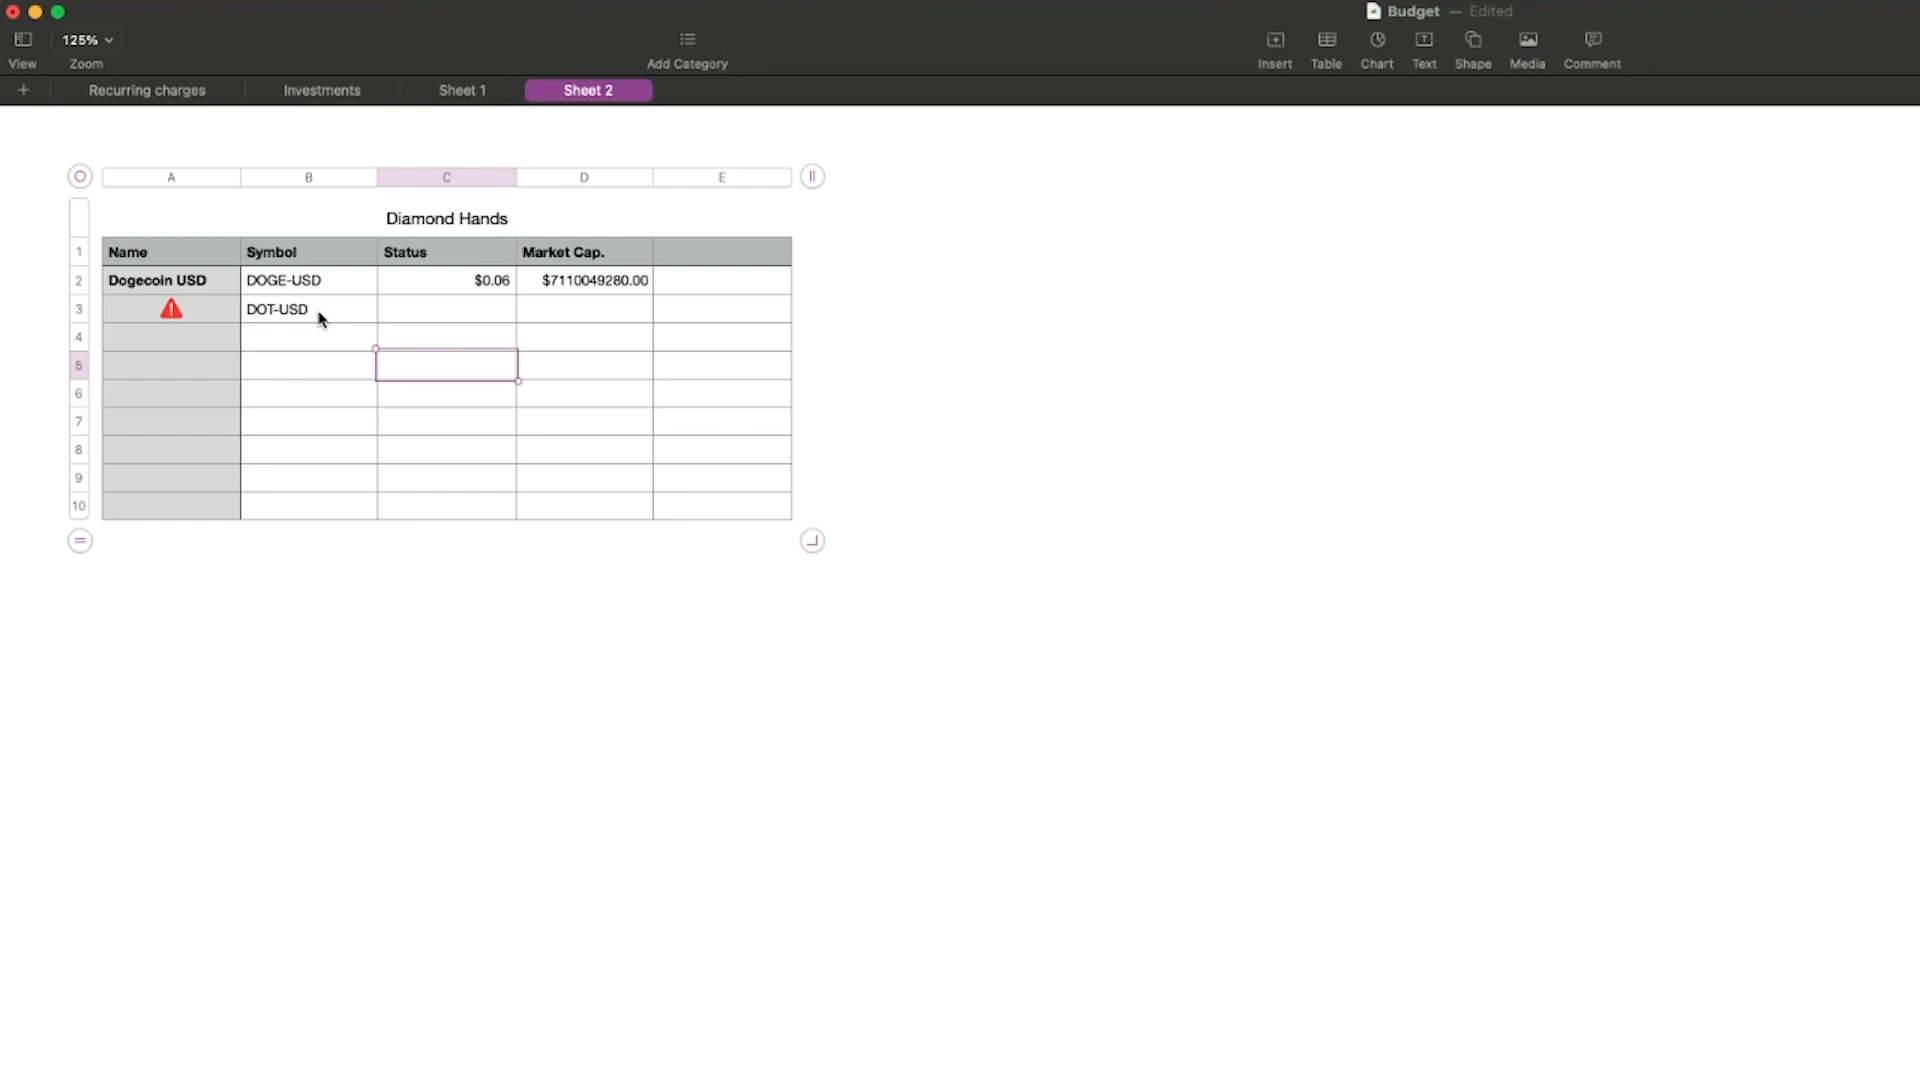 Budget — Edited
125%
View Zoom Add Category Insert Table Chart Text Shape Media Comment
+ Recurring charges Investments Sheet 1 Sheet 2
A B C D E
Diamond Hands
1 Name Symbol Status Market Cap.
2 Dogecoin USD DOGE-USD $0.06 $7110049280.00
3 DOT-USD
4
5
6
7
8
9
10